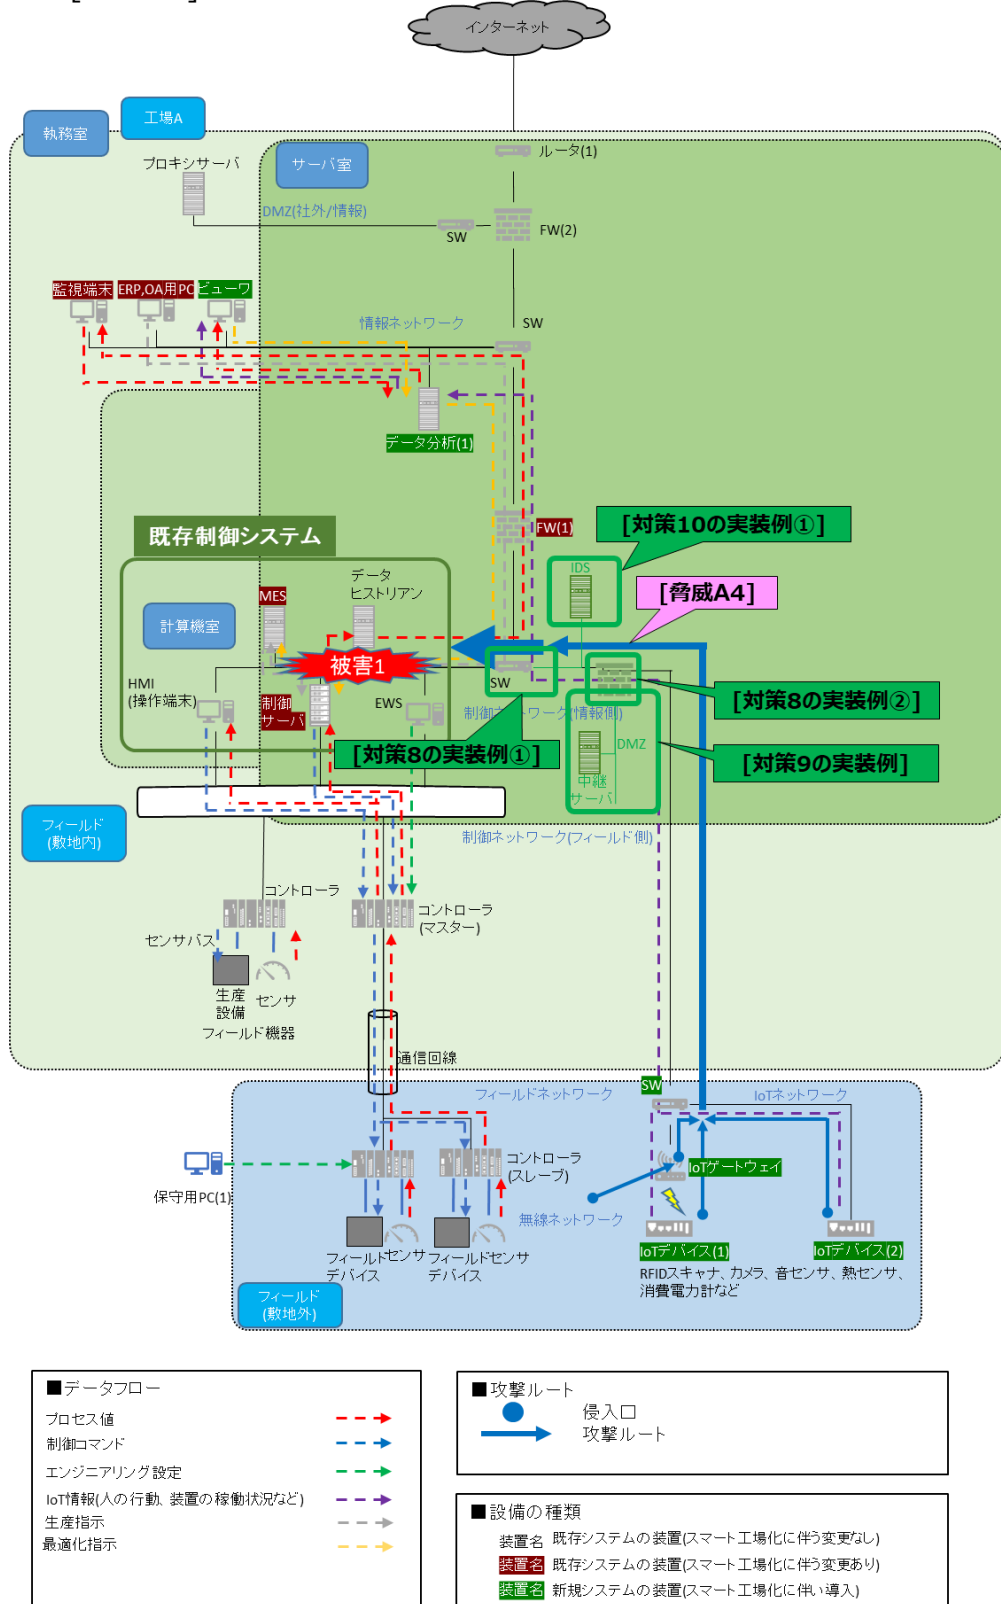 インターネット
工場A
執務室
サーバ室
ルータ(1)
プロキシサーバ
DMZ(社外/情報)
SW
FW(2)
監視端末
ERP,OA用PC
ビューワ
情報ネットワーク
SW
データ分析(1)
既存制御システム
FW(1)
[対策10の実装例①]
IDS
[脅威A4]
データ
ヒストリアン
MES
計算機室
被害1
HMI
(操作端末)
制御
サーバ
EWS
SW
制御ネットワーク(情報側)
[対策8の実装例②]
[対策8の実装例①]
DMZ
[対策9の実装例]
中継
サーバ
フィールド
(敷地内)
制御ネットワーク(フィールド側)
コントローラ
コントローラ
(マスター)
センサバス
生産
設備
センサ
フィールド機器
通信回線
フィールドネットワーク
SW
IoTネットワーク
IoTゲートウェイ
コントローラ
(スレーブ)
保守用PC(1)
無線ネットワーク
フィールド
デバイス
センサ
フィールド
デバイス
センサ
IoTデバイス(1)
IoTデバイス(2)
RFIDスキャナ、カメラ、音センサ、熱センサ、
消費電力計など
フィールド
(敷地外)
■データフロー
プロセス値
制御コマンド
エンジニアリング設定
IoT情報(人の行動、装置の稼働状況など)
生産指示
最適化指示
■攻撃ルート
侵入口
攻撃ルート
■設備の種類
装置名 既存システムの装置(スマート工場化に伴う変更なし)
装置名 既存システムの装置(スマート工場化に伴う変更あり)
装置名 新規システムの装置(スマート工場化に伴い導入)